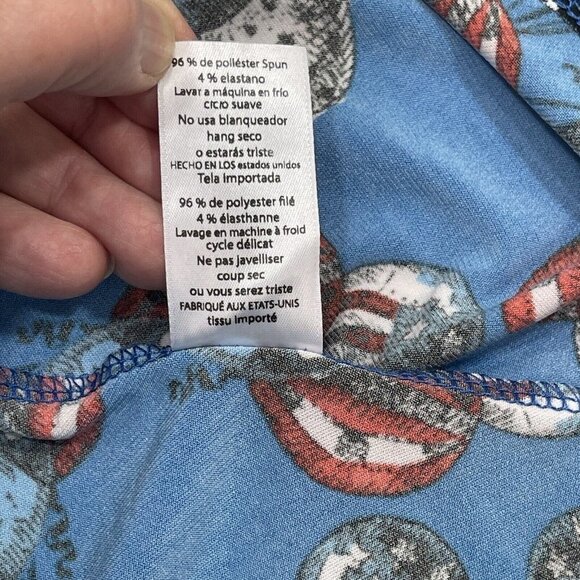 96 % de poliéster Spun
4 % elastano
Lavar a máquina en frío
ciclo suave
No usa blanqueador
hang seco
o estarás triste
HECHO EN LOS estados unidos
Tela importada
96 % de polyester filé
4 % élasthanne
Lavage en machine à froid
cycle délicat
Ne pas javelliser
coup sec
ou vous serez triste
FABRIQUÉ AUX ETATS-UNIS
tissu importé